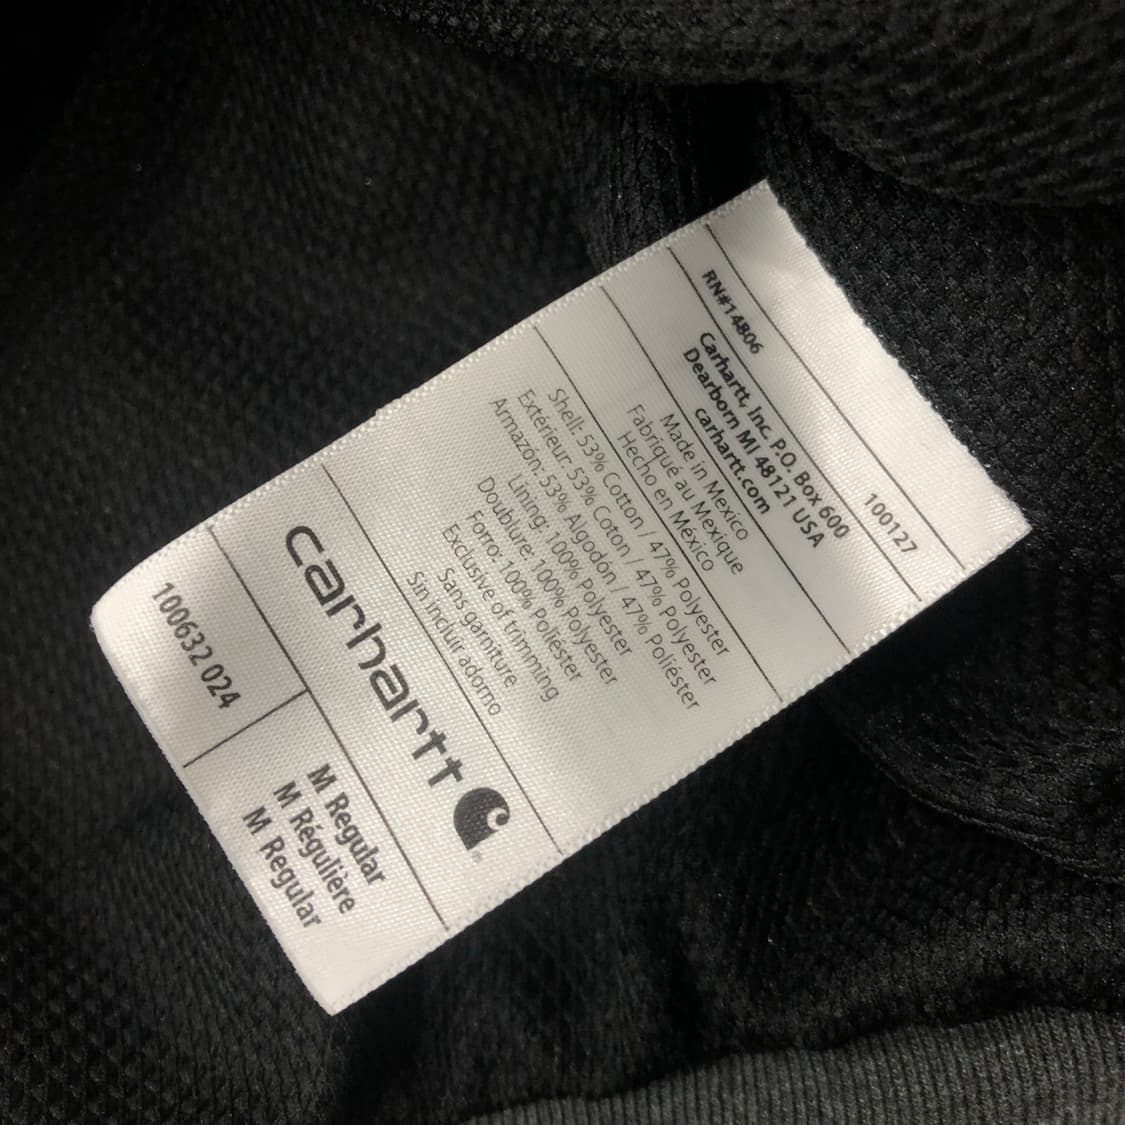 100632 024
M Regular
M Régulière
M Regular
carhartt
Shell: 53% Cotton / 47% Polyester
Extérieur: 53% Coton / 47% Polyester
Armazón: 53% Algodón / 47% Poliéster
Lining: 100% Polyester
Doublure: 100% Polyester
Forro: 100% Poliéster
Exclusive of trimming
Sans garniture
Sin incluir adorno
Made in Mexico
Fabriqué au Mexique
Hecho en México
Carhartt, Inc. P.O. Box 600
Dearborn MI 48121 USA
carhartt.com
RN#14806
100127